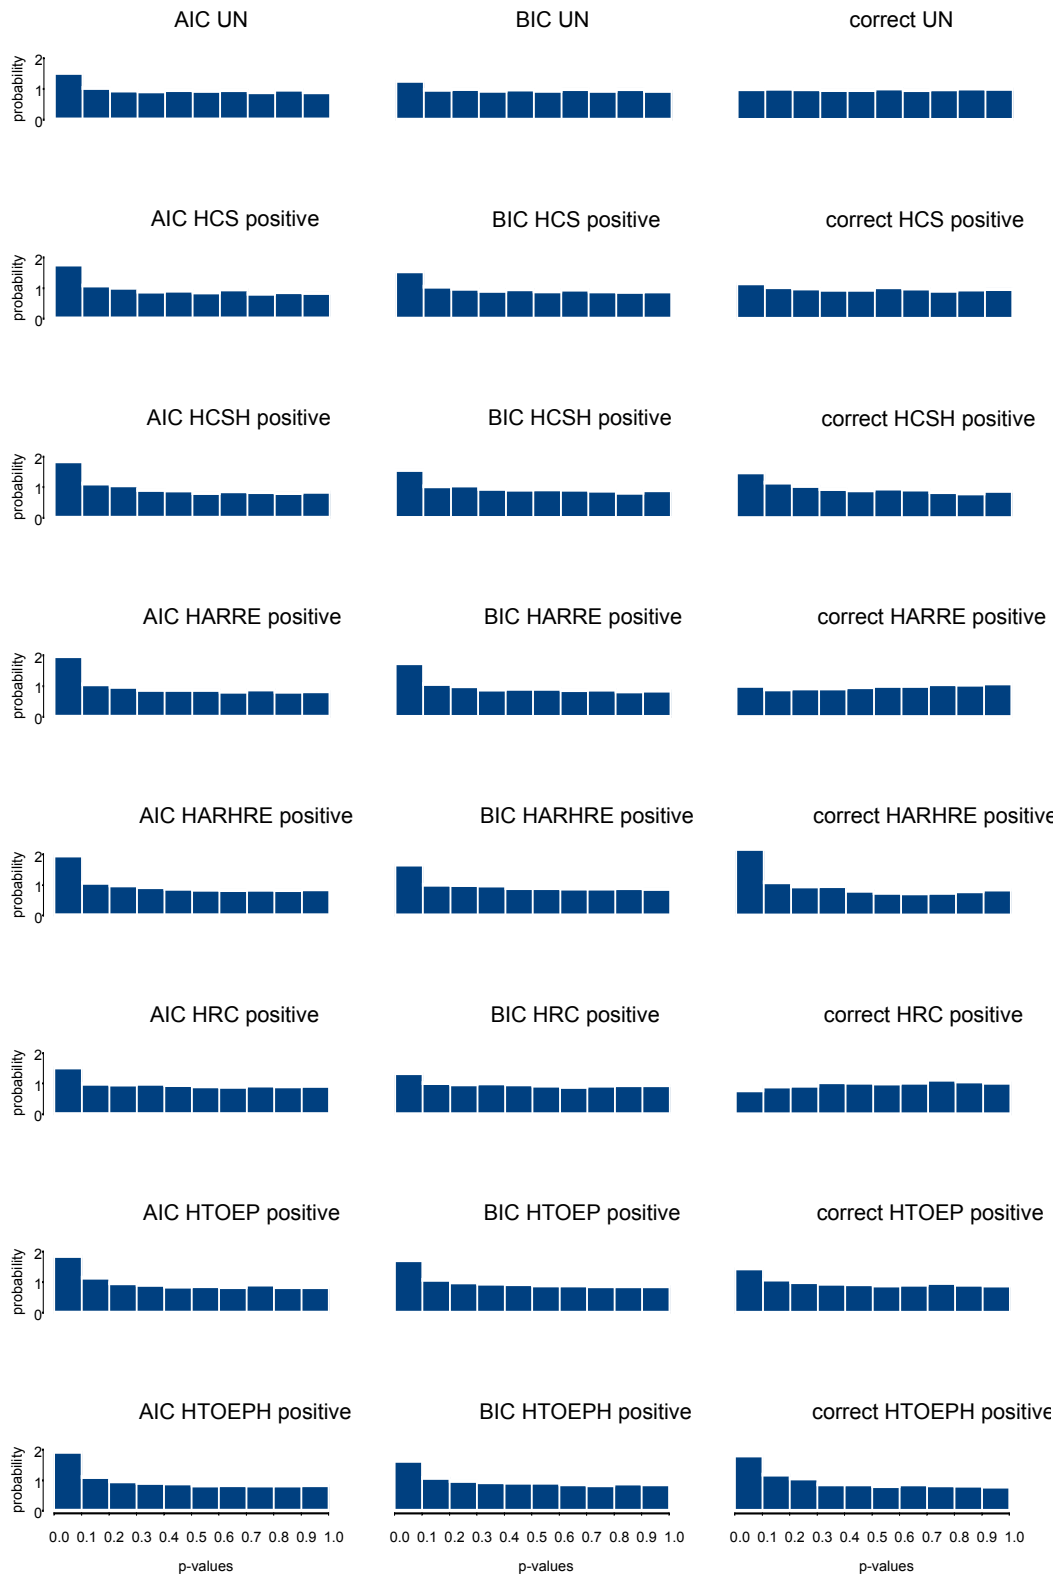 AIC UN BIC UN correct UN
probability
2
1
0
AIC HCS positive BIC HCS positive correct HCS positive
probability
2
1
0
AIC HCSH positive BIC HCSH positive correct HCSH positive
probability
2
1
0
AIC HARRE positive BIC HARRE positive correct HARRE positive
probability
2
1
0
AIC HARHRE positive BIC HARHRE positive correct HARHRE positive
probability
2
1
0
AIC HRC positive BIC HRC positive correct HRC positive
probability
2
1
0
AIC HTOEP positive BIC HTOEP positive correct HTOEP positive
probability
2
1
0
AIC HTOEPH positive BIC HTOEPH positive correct HTOEPH positive
probability
2
1
0
0.0 0.1 0.2 0.3 0.4 0.5 0.6 0.7 0.8 0.9 1.0 0.0 0.1 0.2 0.3 0.4 0.5 0.6 0.7 0.8 0.9 1.0 0.0 0.1 0.2 0.3 0.4 0.5 0.6 0.7 0.8 0.9 1.0
p-values p-values p-values